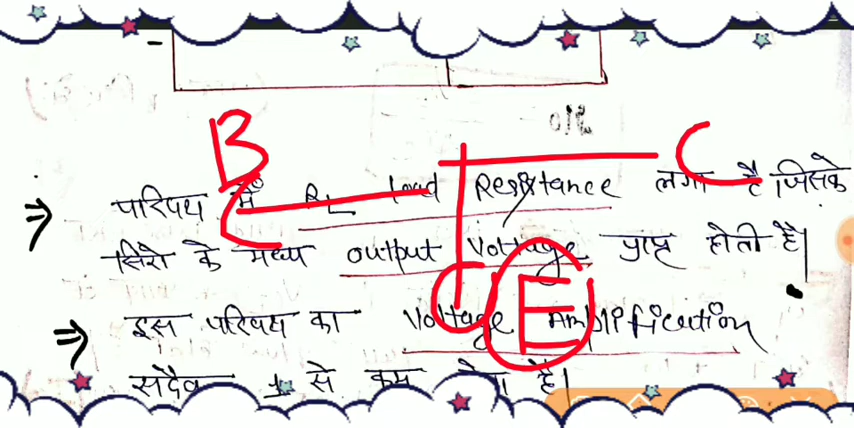 B
C
परिपथ में RL Load Resistance लगा है जिसके
सिरो के मध्य output voltage प्राप्त होती है।
E
इस परिपथ का voltage Amplification
सदैव 1 से कम होता है।